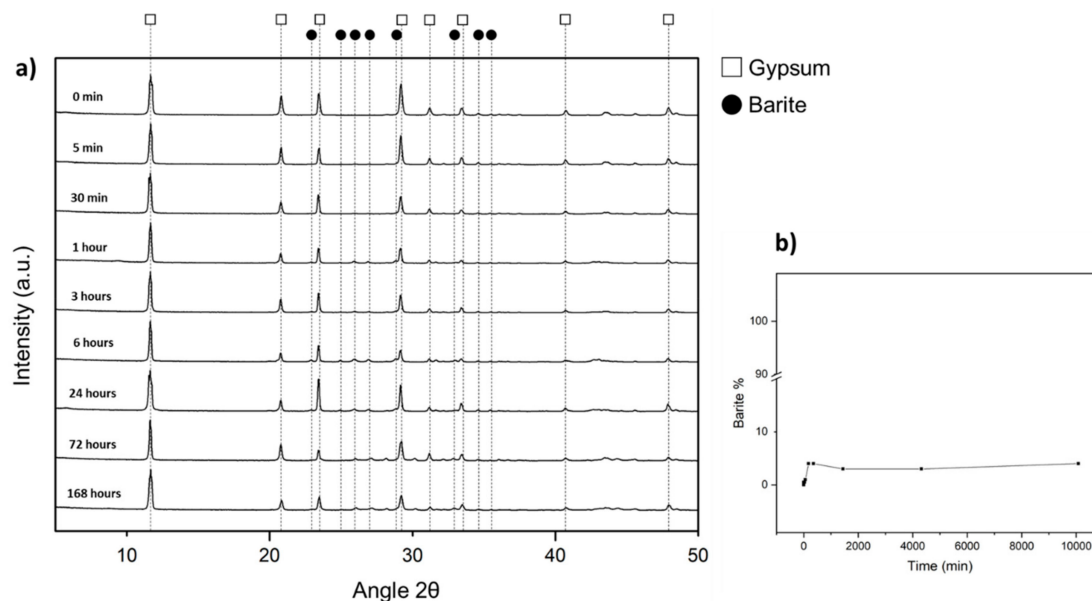 a)
Gypsum
Barite
0 min
5 min
30 min
1 hour
3 hours
6 hours
24 hours
72 hours
168 hours
Intensity (a.u.)
10 20 30 40 50
Angle 2θ
b)
100
90
10
0
Barite %
0 2000 4000 6000 8000 10000
Time (min)